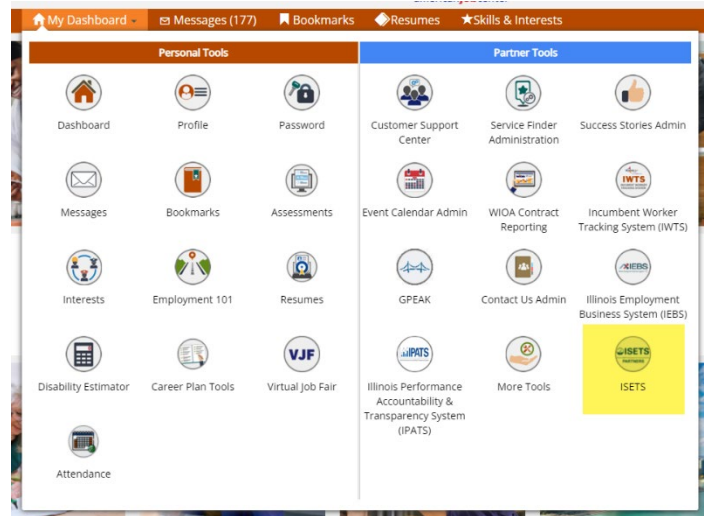 My Dashboard
Messages (177)
Bookmarks
Resumes
Skills & Interests
Personal Tools
Partner Tools
Dashboard
Profile
Password
Customer Support
Center
Service Finder
Administration
Success Stories Admin
Messages
Bookmarks
Assessments
Event Calendar Admin
WIOA Contract
Reporting
IWTS
Incumbent Worker
Tracking System (IWTS)
Interests
Employment 101
Resumes
GPEAK
Contact Us Admin
IEBS
Illinois Employment
Business System (IEBS)
Disability Estimator
Career Plan Tools
VJF
Virtual Job Fair
IPATS
Illinois Performance
Accountability &
Transparency System
(IPATS)
More Tools
ISETS
PARTNERS
ISETS
Attendance